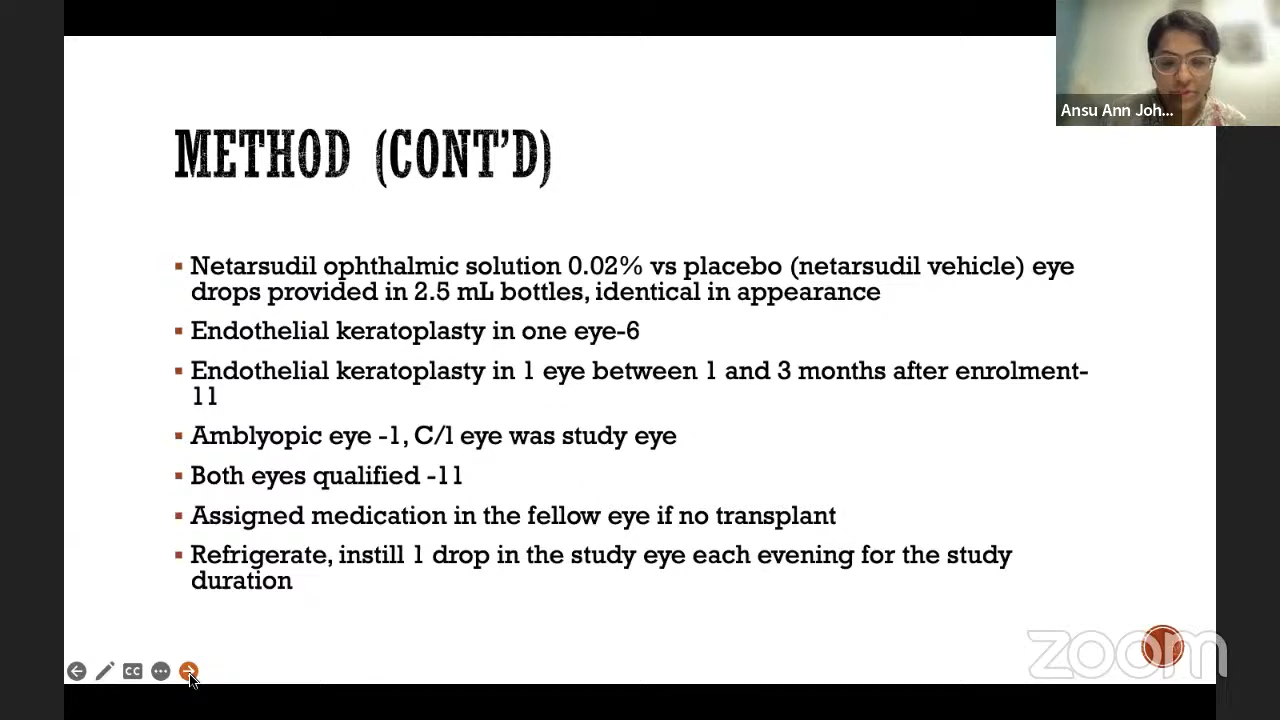 Ansu Ann Joh...
METHOD (CONT'D)
▪ Netarsudil ophthalmic solution 0.02% vs placebo (netarsudil vehicle) eye
drops provided in 2.5 mL bottles, identical in appearance
▪ Endothelial keratoplasty in one eye-6
▪ Endothelial keratoplasty in 1 eye between 1 and 3 months after enrolment-
11
▪ Amblyopic eye -1, C/l eye was study eye
▪ Both eyes qualified -11
▪ Assigned medication in the fellow eye if no transplant
▪ Refrigerate, instill 1 drop in the study eye each evening for the study
duration
CC
zoom